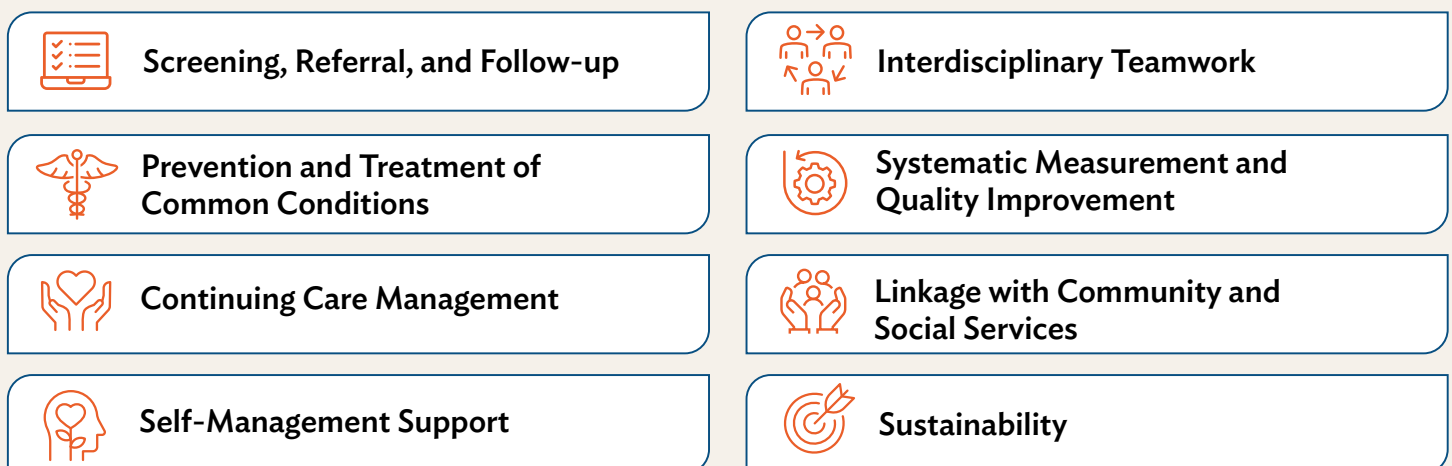 Screening, Referral, and Follow-up
Prevention and Treatment of
Common Conditions
Continuing Care Management
Self-Management Support
Interdisciplinary Teamwork
Systematic Measurement and
Quality Improvement
Linkage with Community and
Social Services
Sustainability